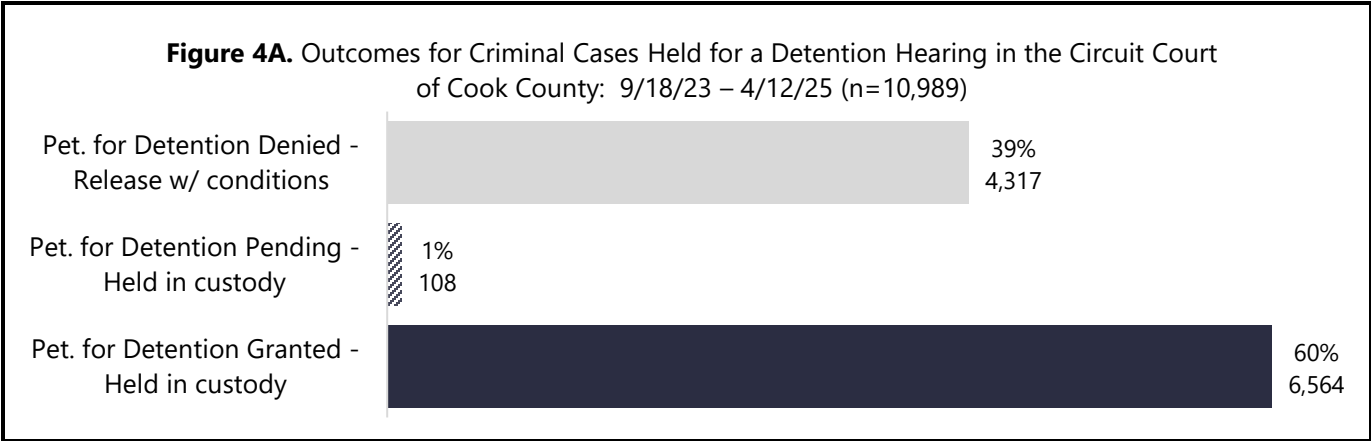 Figure 4A. Outcomes for Criminal Cases Held for a Detention Hearing in the Circuit Court
of Cook County:  9/18/23 – 4/12/25 (n=10,989)
Pet. for Detention Denied -
Release w/ conditions
39%
4,317
Pet. for Detention Pending -
Held in custody
1%
108
Pet. for Detention Granted -
Held in custody
60%
6,564